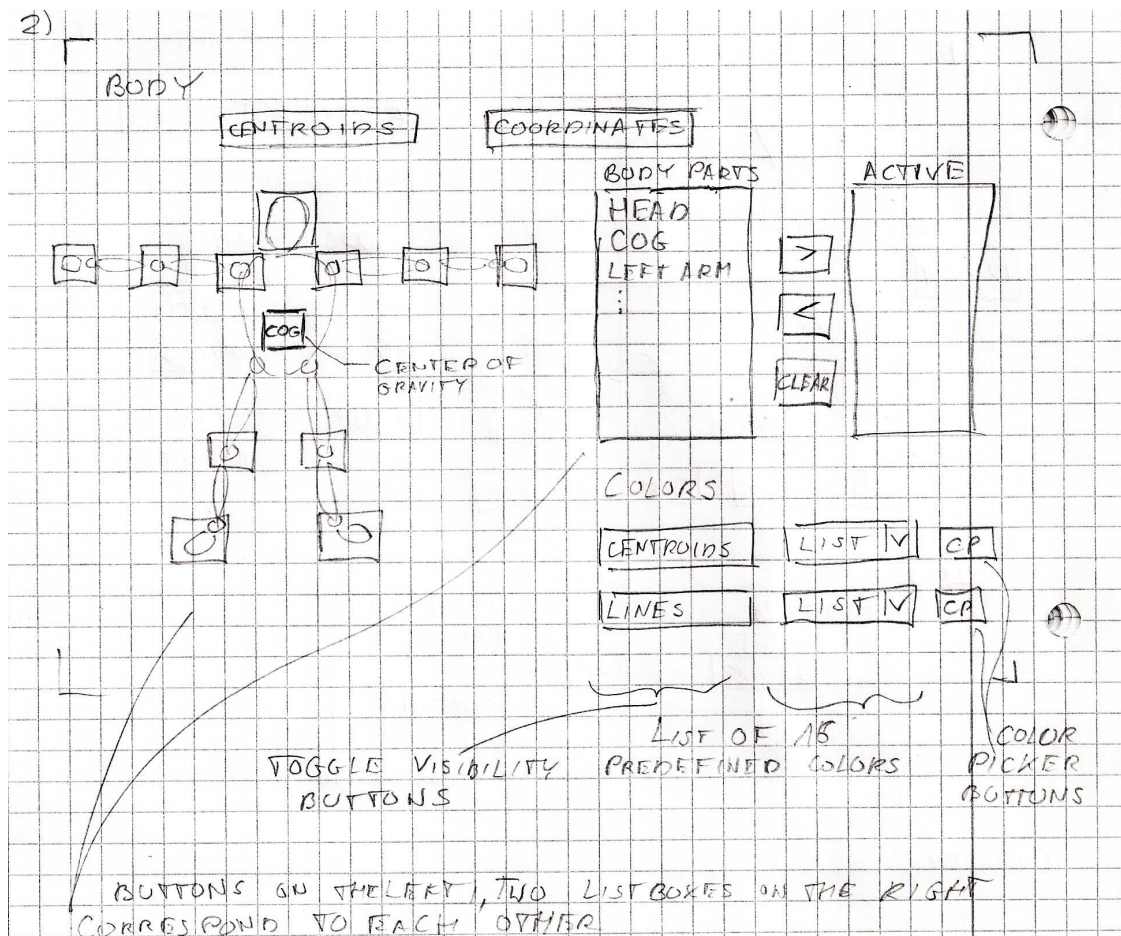 2)
BODY
CENTROIDS
COORDINATES
BODY PARTS
ACTIVE
HEAD
COG
LEFT ARM
⋮
>
<
CLEAR
COG
CENTER OF
GRAVITY
COLORS
CENTROIDS
LIST V
CP
LINES
LIST V
CP
TOGGLE VISIBILITY
BUTTONS
LIST OF 16
PREDEFINED COLORS
COLOR
PICKER
BUTTONS
BUTTONS ON THE LEFT, TWO LIST BOXES ON THE RIGHT
CORRESPOND TO EACH OTHER